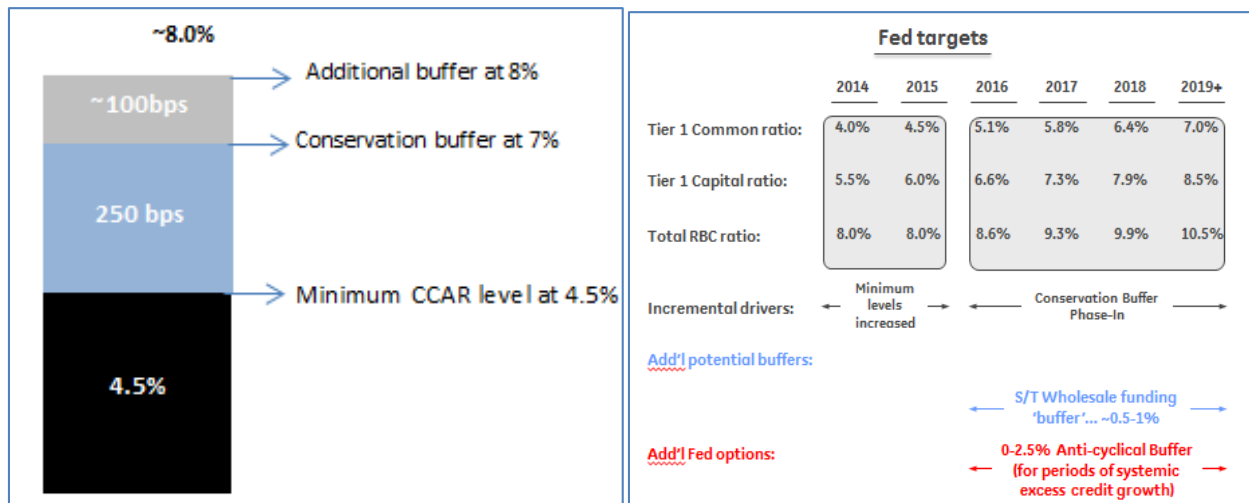 ~8.0%
Additional buffer at 8%
~100bps
Conservation buffer at 7%
250 bps
Minimum CCAR level at 4.5%
4.5%
Fed targets
2014 2015 2016 2017 2018 2019+
Tier 1 Common ratio: 4.0% 4.5% 5.1% 5.8% 6.4% 7.0%
Tier 1 Capital ratio: 5.5% 6.0% 6.6% 7.3% 7.9% 8.5%
Total RBC ratio: 8.0% 8.0% 8.6% 9.3% 9.9% 10.5%
Incremental drivers:
Minimum
levels
increased
Conservation Buffer
Phase-In
Add'l potential buffers:
S/T Wholesale funding
'buffer'... ~0.5-1%
Add'l Fed options:
0-2.5% Anti-cyclical Buffer
(for periods of systemic
excess credit growth)